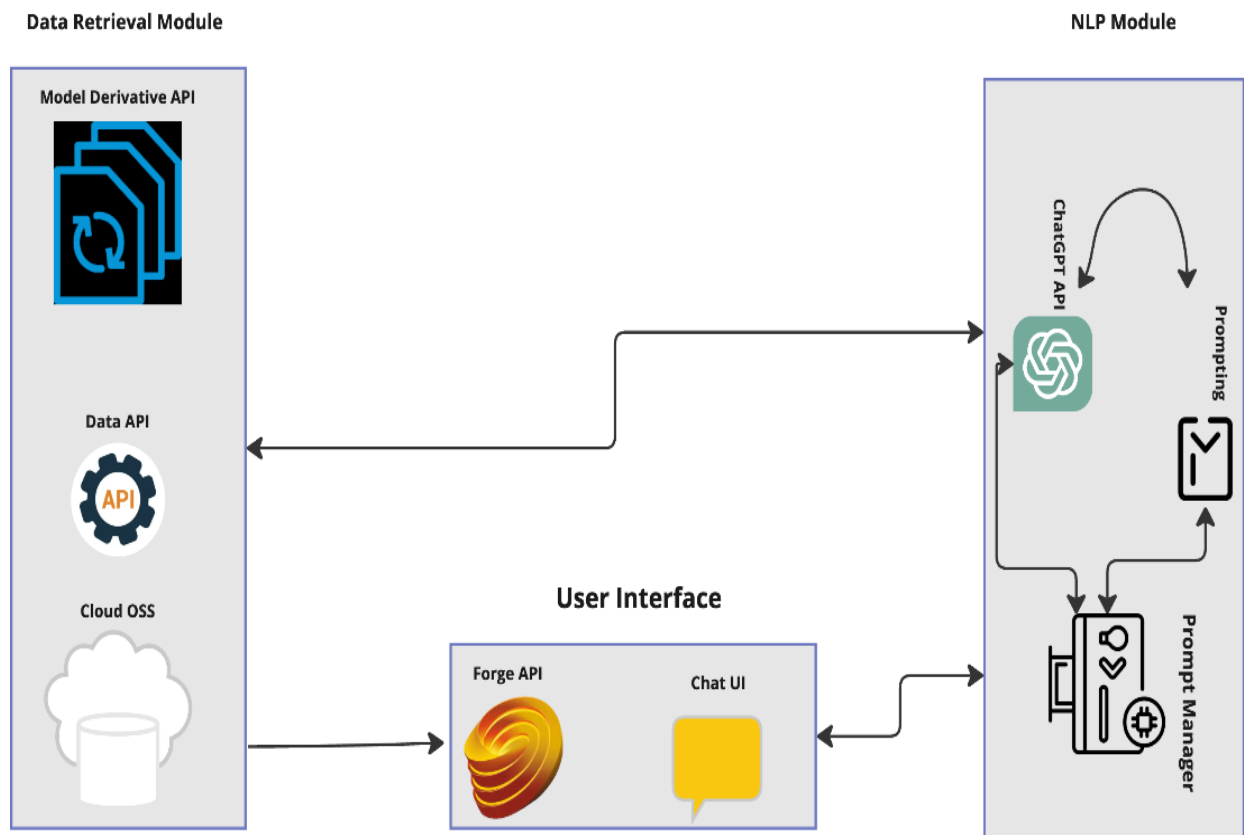 Data Retrieval Module
NLP Module
Model Derivative API
ChatGPT API
Prompting
Data API
API
Cloud OSS
User Interface
Forge API
Chat UI
Prompt Manager